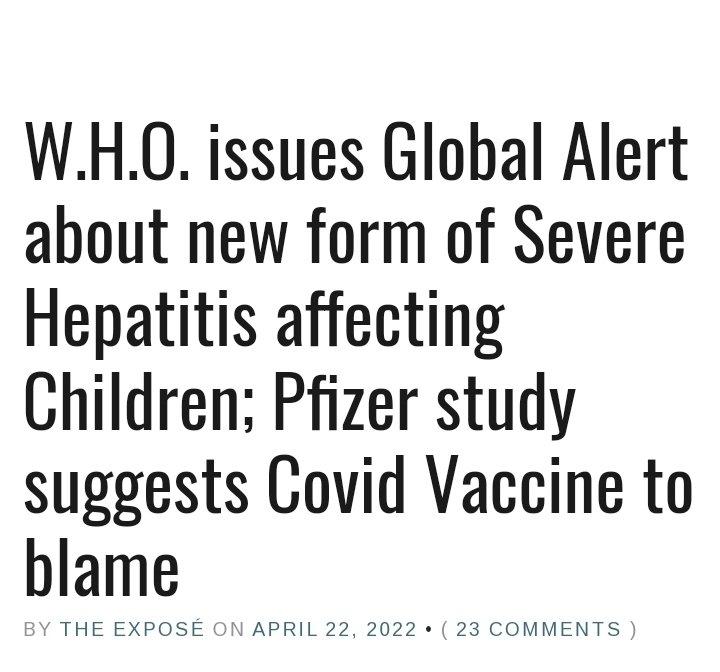 W.H.O. issues Global Alert
about new form of Severe
Hepatitis affecting
Children; Pfizer study
suggests Covid Vaccine to
blame
BY THE EXPOSÉ ON APRIL 22, 2022 • ( 23 COMMENTS )